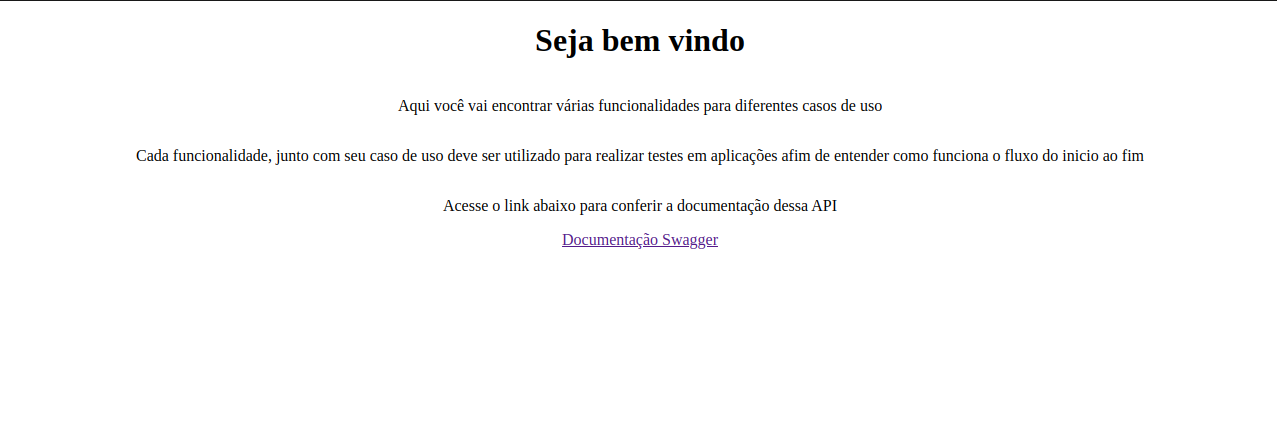 Seja bem vindo
Aqui você vai encontrar várias funcionalidades para diferentes casos de uso
Cada funcionalidade, junto com seu caso de uso deve ser utilizado para realizar testes em aplicações afim de entender como funciona o fluxo do inicio ao fim
Acesse o link abaixo para conferir a documentação dessa API
Documentação Swagger